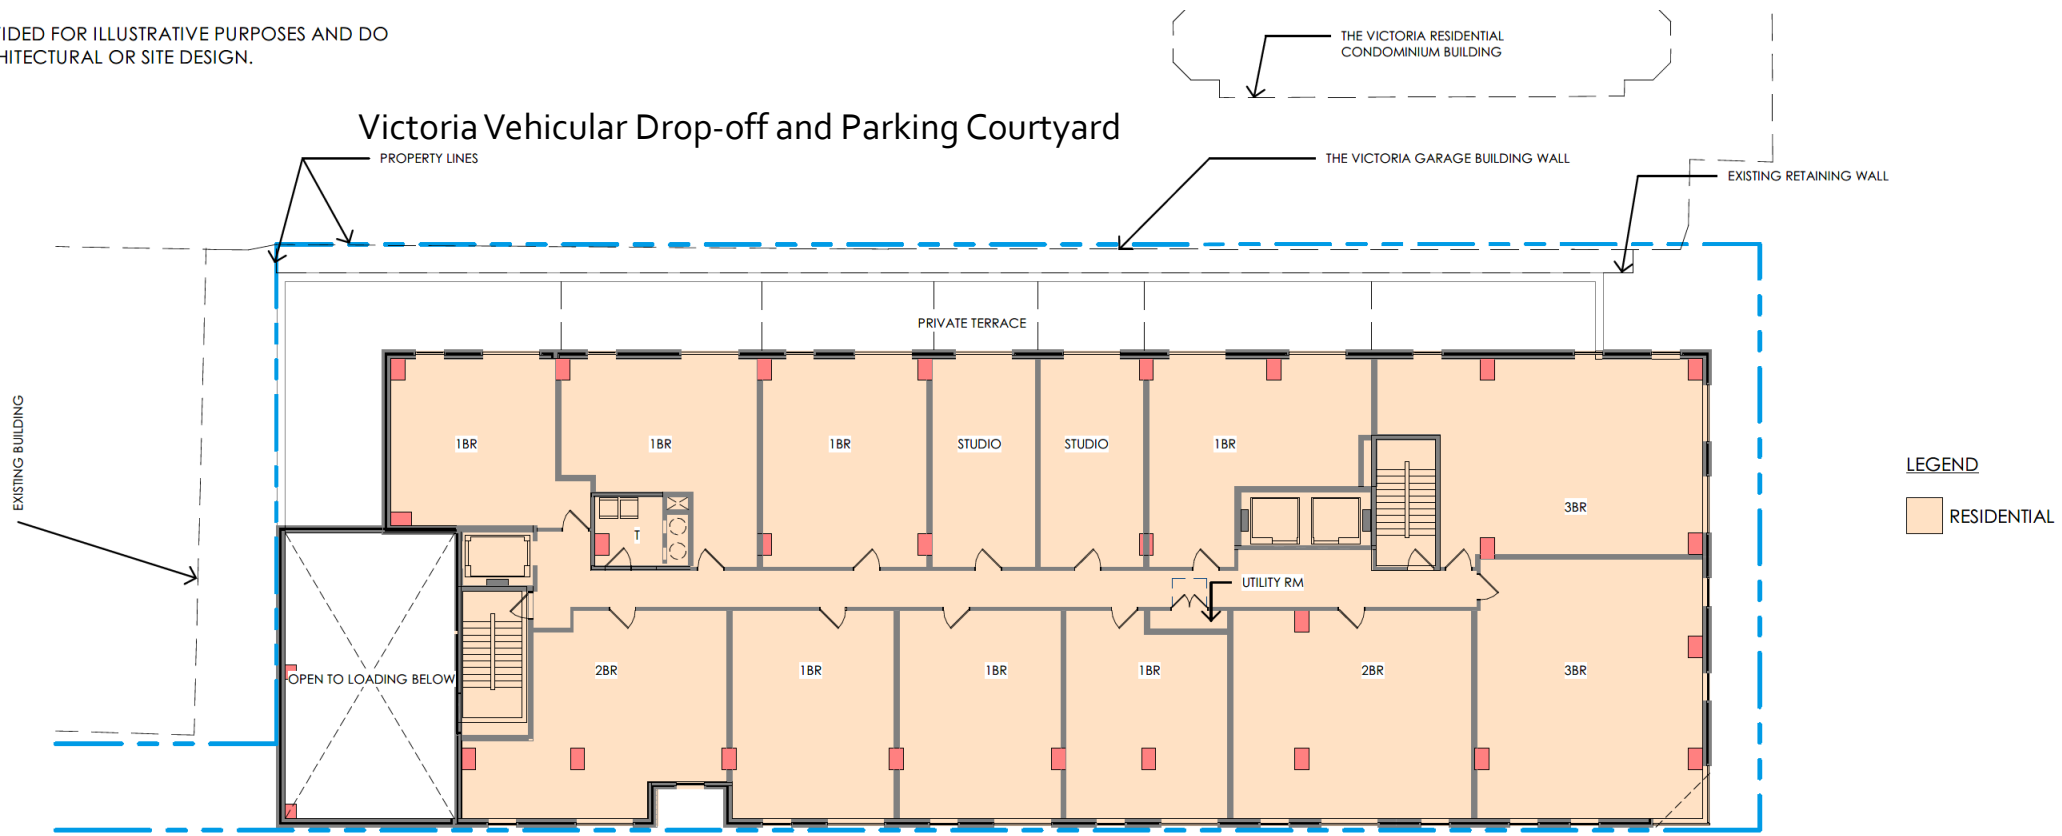 VIDED FOR ILLUSTRATIVE PURPOSES AND DO
HITECTURAL OR SITE DESIGN.
THE VICTORIA RESIDENTIAL
CONDOMINIUM BUILDING
Victoria Vehicular Drop-off and Parking Courtyard
PROPERTY LINES
THE VICTORIA GARAGE BUILDING WALL
EXISTING RETAINING WALL
PRIVATE TERRACE
EXISTING BUILDING
1BR
1BR
1BR
STUDIO
STUDIO
1BR
3BR
T
LEGEND
RESIDENTIAL
UTILITY RM
OPEN TO LOADING BELOW
2BR
1BR
1BR
1BR
2BR
3BR